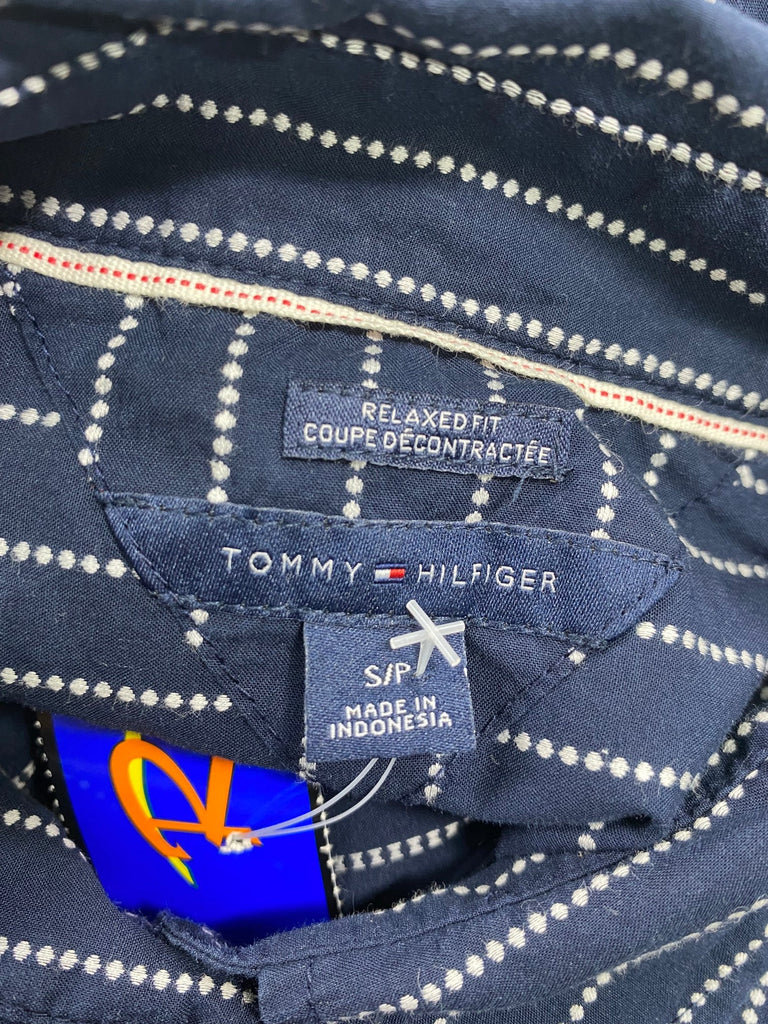 RELAXED FIT
COUPE DÉCONTRACTÉE
TOMMY HILFIGER
S/P
MADE IN
INDONESIA